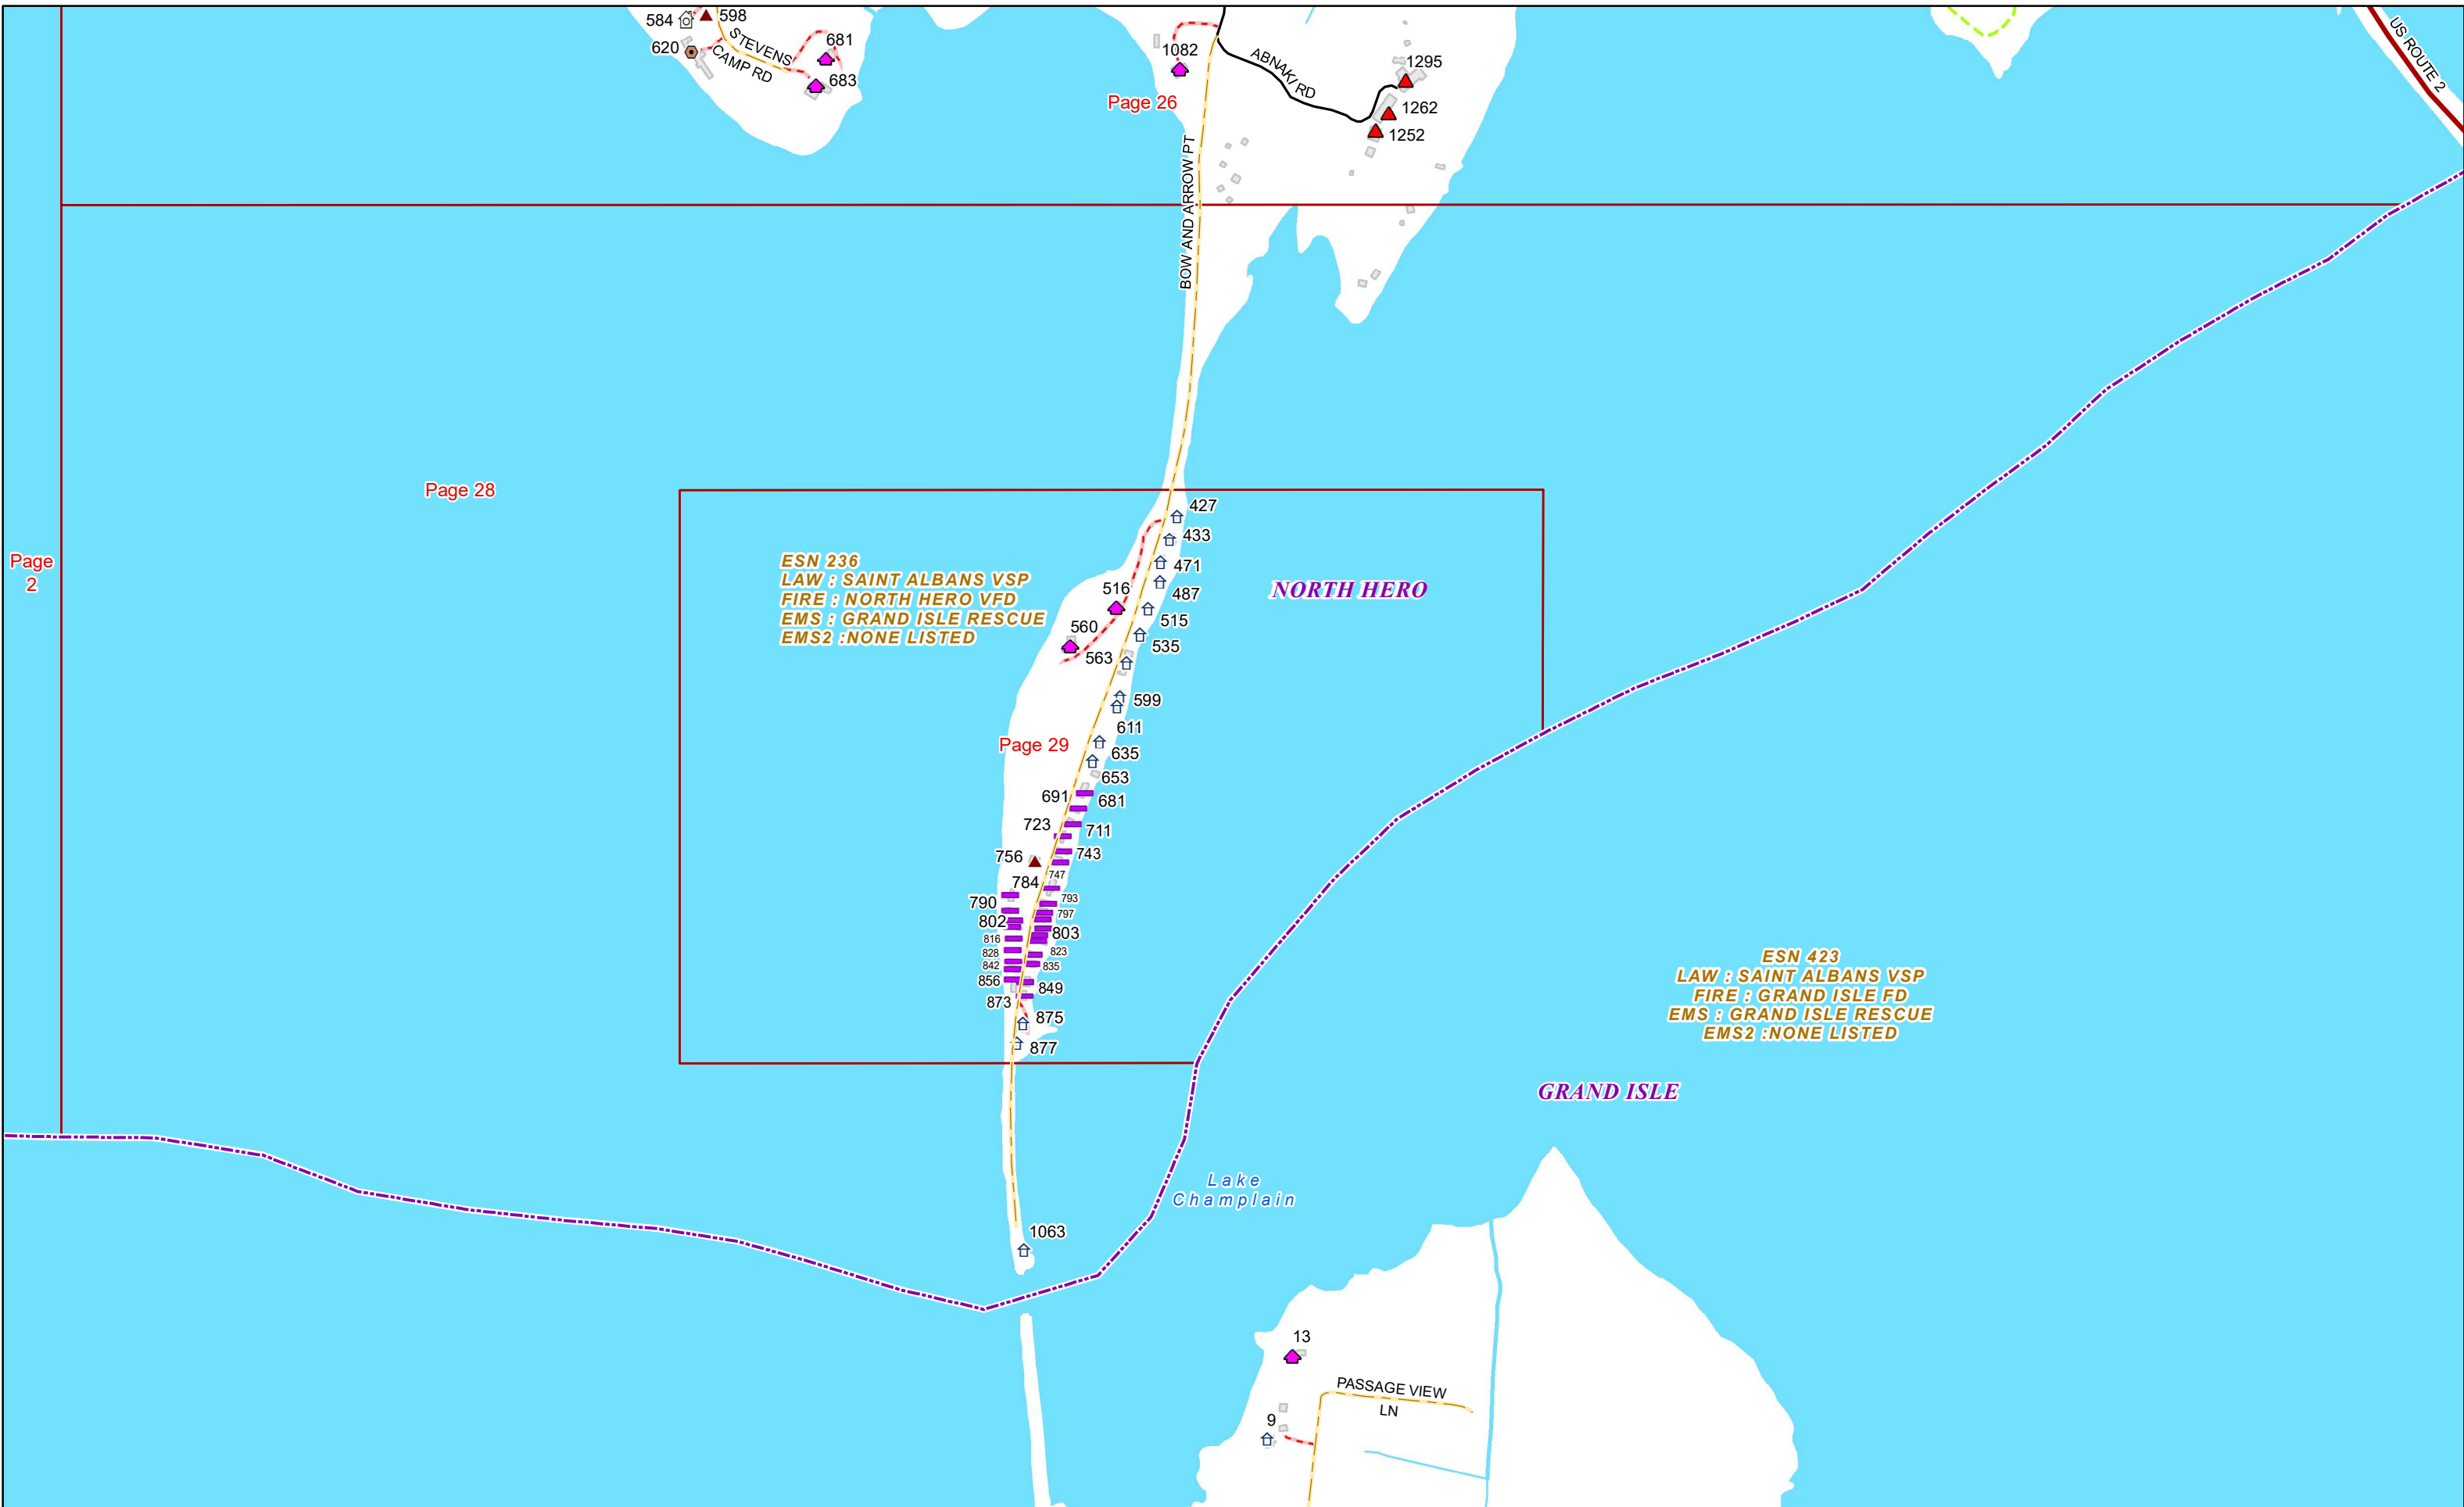 584
598
620
STEVENS
CAMP RD
681
683
1082
Page 26
ABNAKI RD
1295
1262
1252
US ROUTE 2
BOW AND ARROW PT
Page 28
Page
2
ESN 236
LAW : SAINT ALBANS VSP
FIRE : NORTH HERO VFD
EMS : GRAND ISLE RESCUE
EMS2 :NONE LISTED
NORTH HERO
427
433
471
487
516
515
560
535
563
599
611
Page 29
635
653
691
681
723
711
756
743
747
784
793
790
797
802
803
816
823
828
835
842
856
849
873
875
877
ESN 423
LAW : SAINT ALBANS VSP
FIRE : GRAND ISLE FD
EMS : GRAND ISLE RESCUE
EMS2 :NONE LISTED
GRAND ISLE
Lake
Champlain
1063
13
PASSAGE VIEW
LN
9